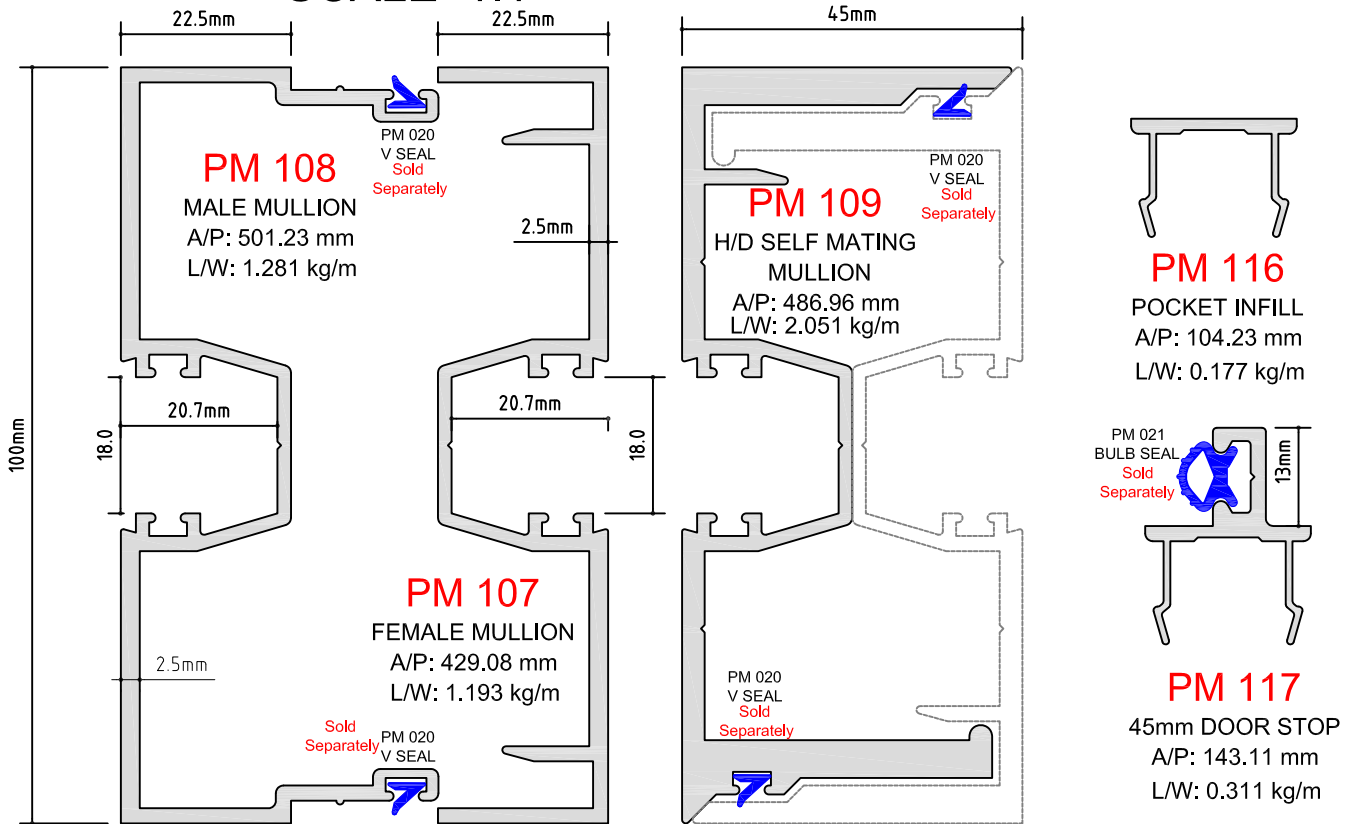 22.5mm
22.5mm
45mm
PM 020
V SEAL
Sold
Separately
PM 108
MALE MULLION
A/P: 501.23 mm
L/W: 1.281 kg/m
2.5mm
PM 020
V SEAL
Sold
Separately
PM 109
H/D SELF MATING
MULLION
A/P: 486.96 mm
L/W: 2.051 kg/m
PM 116
POCKET INFILL
A/P: 104.23 mm
L/W: 0.177 kg/m
100mm
18.0
20.7mm
20.7mm
18.0
PM 021
BULB SEAL
Sold
Separately
13mm
PM 107
FEMALE MULLION
A/P: 429.08 mm
L/W: 1.193 kg/m
2.5mm
Sold
Separately
PM 020
V SEAL
PM 020
V SEAL
Sold
Separately
PM 117
45mm DOOR STOP
A/P: 143.11 mm
L/W: 0.311 kg/m